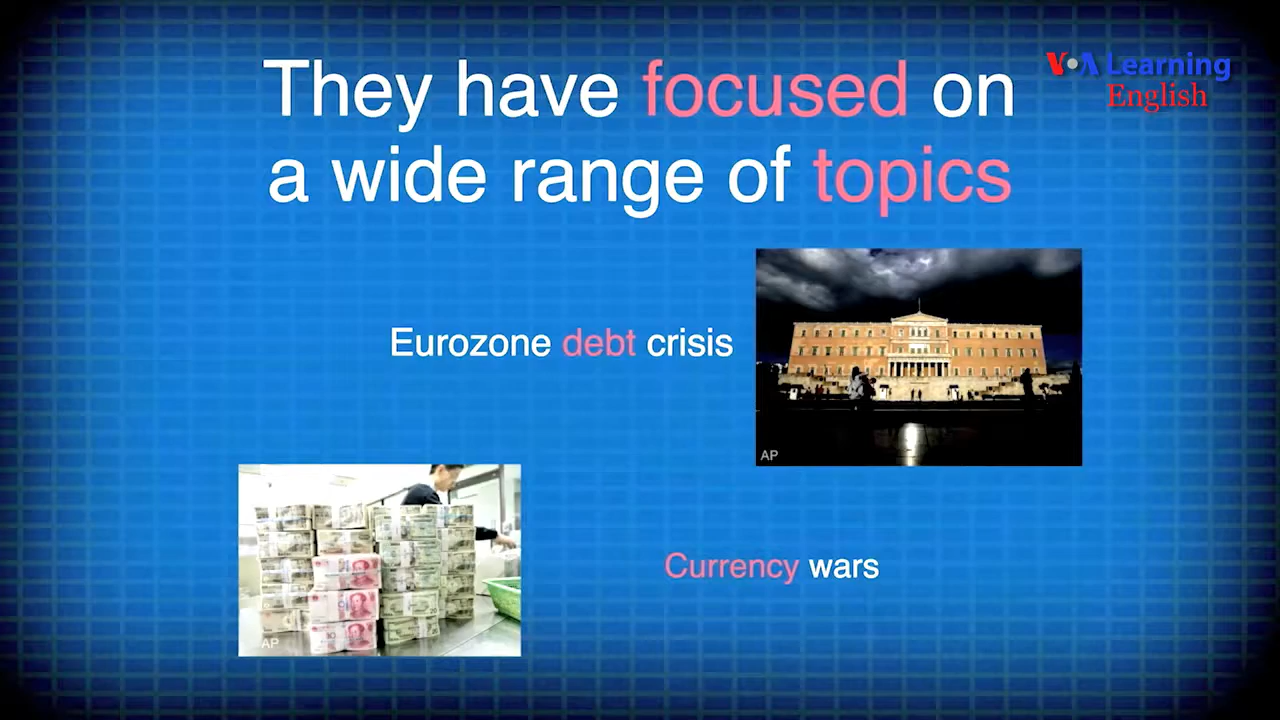 They have focused on
a wide range of topics
VOA Learning
English
Eurozone debt crisis
AP
Currency wars
AP